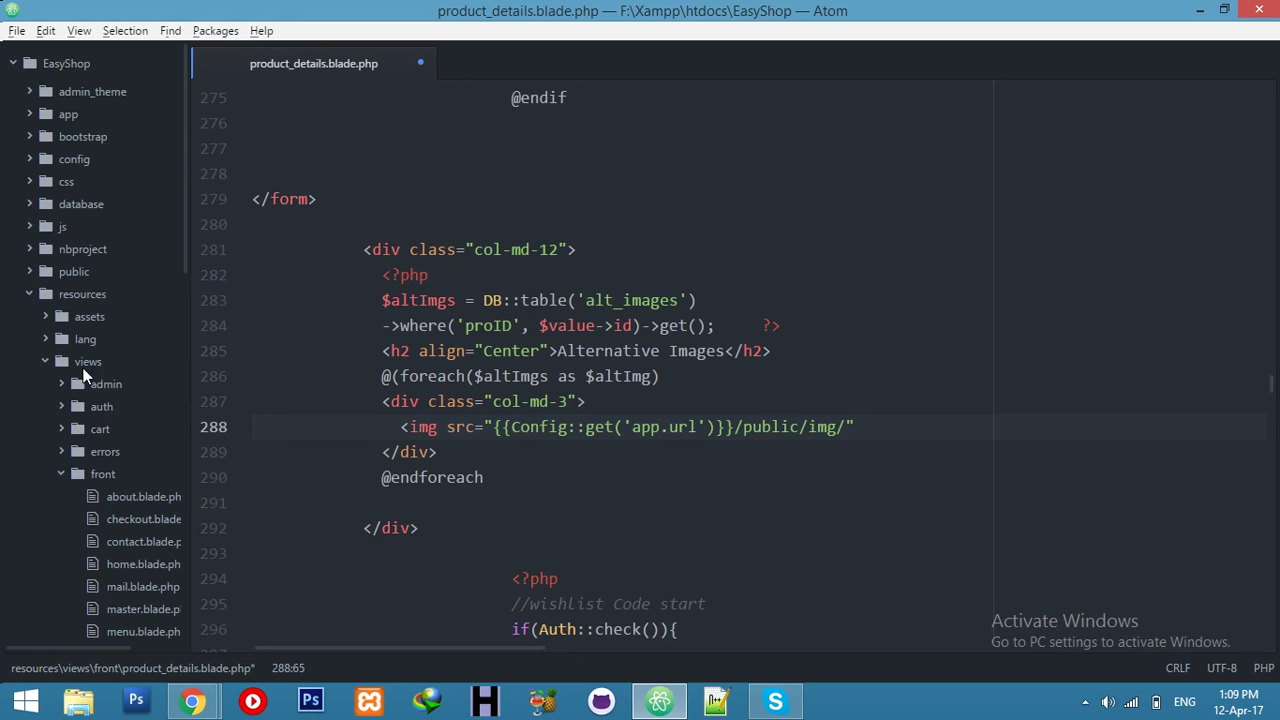 product_details.blade.php — F:\Xampp\htdocs\EasyShop — Atom
File Edit View Selection Find Packages Help
EasyShop
admin_theme
app
bootstrap
config
css
database
js
nbproject
public
resources
assets
lang
views
admin
auth
cart
errors
front
about.blade.ph
checkout.blade
contact.blade.p
home.blade.ph
mail.blade.php
master.blade.p
menu.blade.ph
product_details.blade.php
275 @endif
276
277
278
279 </form>
280
281 <div class="col-md-12">
282 <?php
283 $altImgs = DB::table('alt_images')
284 ->where('proID', $value->id)->get(); ?>
285 <h2 align="Center">Alternative Images</h2>
286 @(foreach($altImgs as $altImg)
287 <div class="col-md-3">
288 <img src="{{Config::get('app.url')}}/public/img/"
289 </div>
290 @endforeach
291
292 </div>
293
294 <?php
295 //wishlist Code start
296 if(Auth::check()){
Activate Windows
Go to PC settings to activate Windows.
resources\views\front\product_details.blade.php* 288:65 CRLF UTF-8 PHP
Ps Ps H S ENG
1:09 PM
12-Apr-17